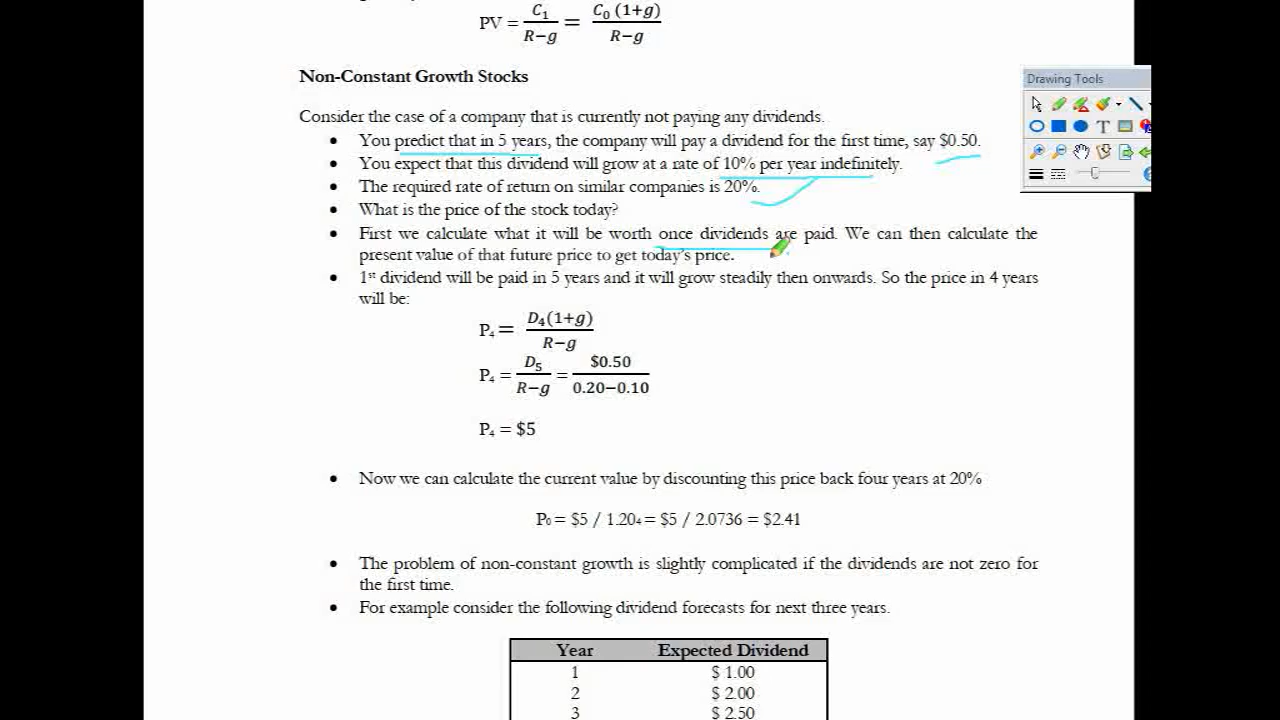 PV = C₁/R−g = C₀ (1+g)/R−g
Non-Constant Growth Stocks
Drawing Tools
Consider the case of a company that is currently not paying any dividends.
• You predict that in 5 years, the company will pay a dividend for the first time, say $0.50.
• You expect that this dividend will grow at a rate of 10% per year indefinitely.
• The required rate of return on similar companies is 20%.
• What is the price of the stock today?
• First we calculate what it will be worth once dividends are paid. We can then calculate the
present value of that future price to get today's price.
• 1st dividend will be paid in 5 years and it will grow steadily then onwards. So the price in 4 years
will be:
P₄ = D₄(1+g)/R−g
P₄ = D₅/R−g = $0.50/0.20−0.10
P₄ = $5
• Now we can calculate the current value by discounting this price back four years at 20%
P₀ = $5 / 1.20₄ = $5 / 2.0736 = $2.41
• The problem of non-constant growth is slightly complicated if the dividends are not zero for
the first time.
• For example consider the following dividend forecasts for next three years.
Year Expected Dividend
1 $ 1.00
2 $ 2.00
3 $ 2.50